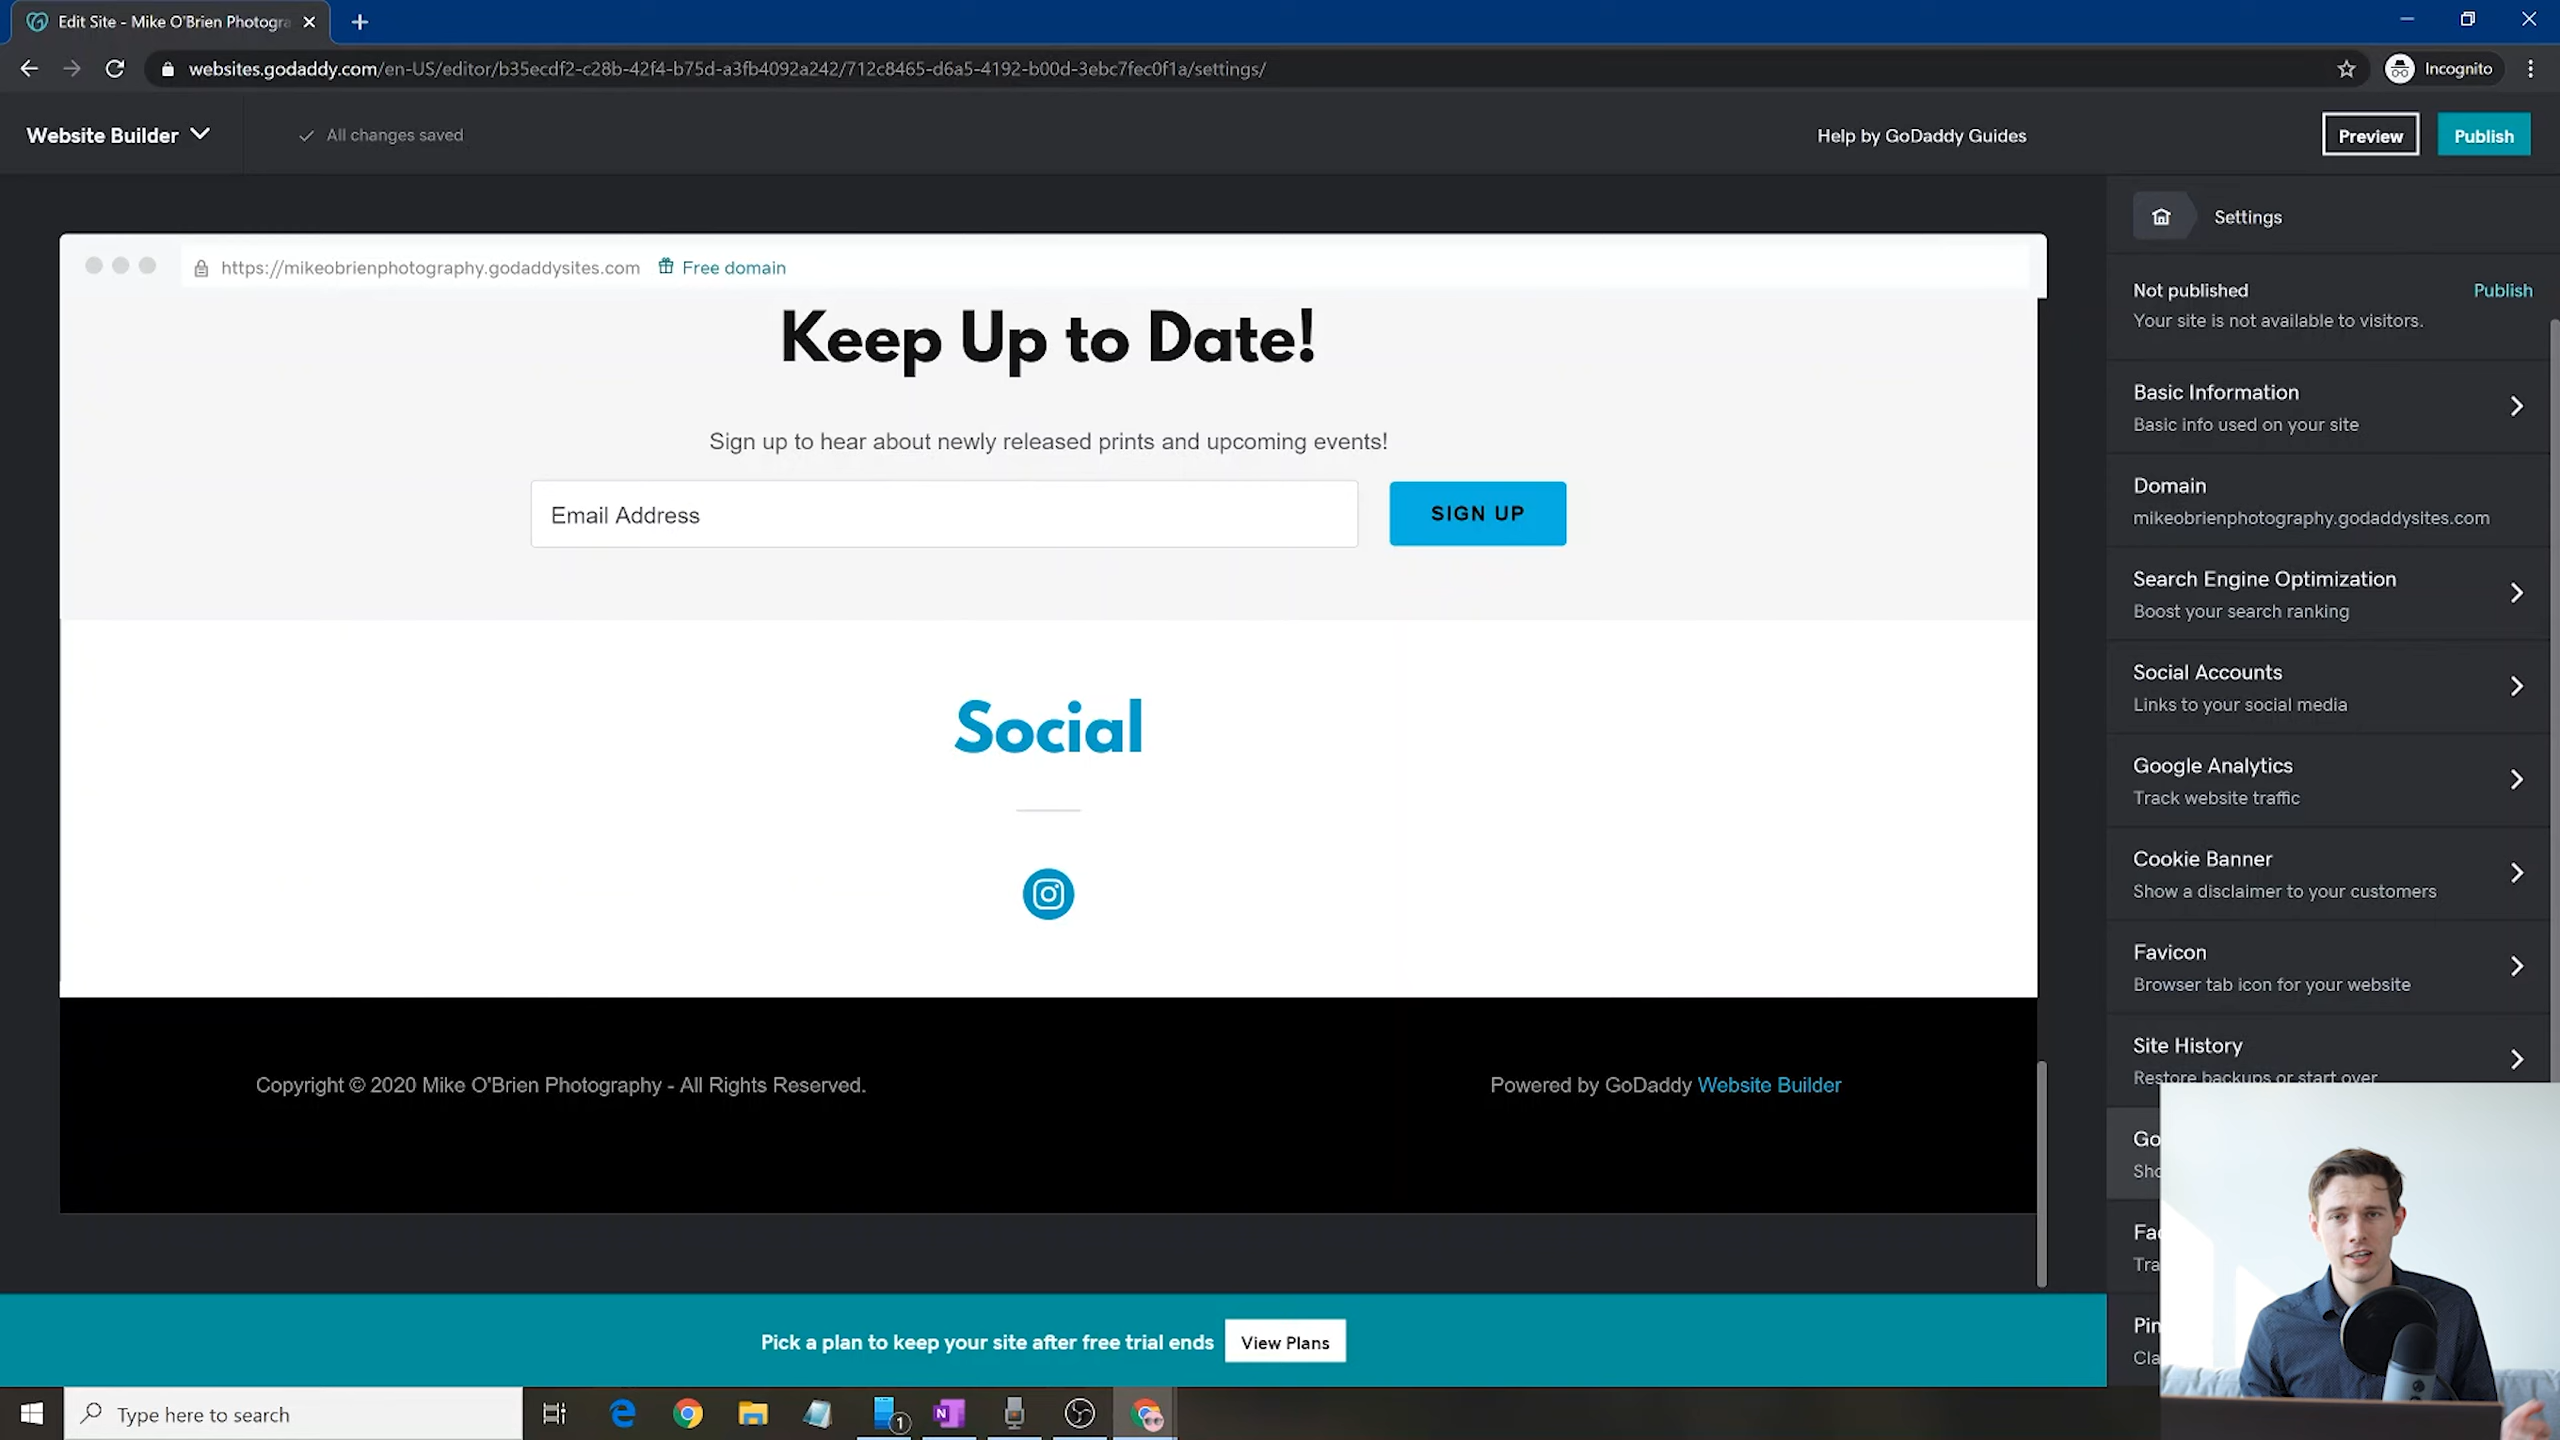 Edit Site - Mike O'Brien Photogra
websites.godaddy.com/en-US/editor/b35ecdf2-c28b-42f4-b75d-a3fb4092a242/712c8465-d6a5-4192-b00d-3ebc7fec0f1a/settings/
Incognito
Website Builder
All changes saved
Help by GoDaddy Guides
Preview
Publish
Settings
https://mikeobrienphotography.godaddysites.com
Free domain
Keep Up to Date!
Sign up to hear about newly released prints and upcoming events!
Email Address
SIGN UP
Social
Copyright © 2020 Mike O'Brien Photography - All Rights Reserved.
Powered by GoDaddy Website Builder
Not published
Publish
Your site is not available to visitors.
Basic Information
Basic info used on your site
Domain
mikeobrienphotography.godaddysites.com
Search Engine Optimization
Boost your search ranking
Social Accounts
Links to your social media
Google Analytics
Track website traffic
Cookie Banner
Show a disclaimer to your customers
Favicon
Browser tab icon for your website
Site History
Restore backups or start over
Go
Tra
Pin
Cla
Pick a plan to keep your site after free trial ends
View Plans
Type here to search
1
N